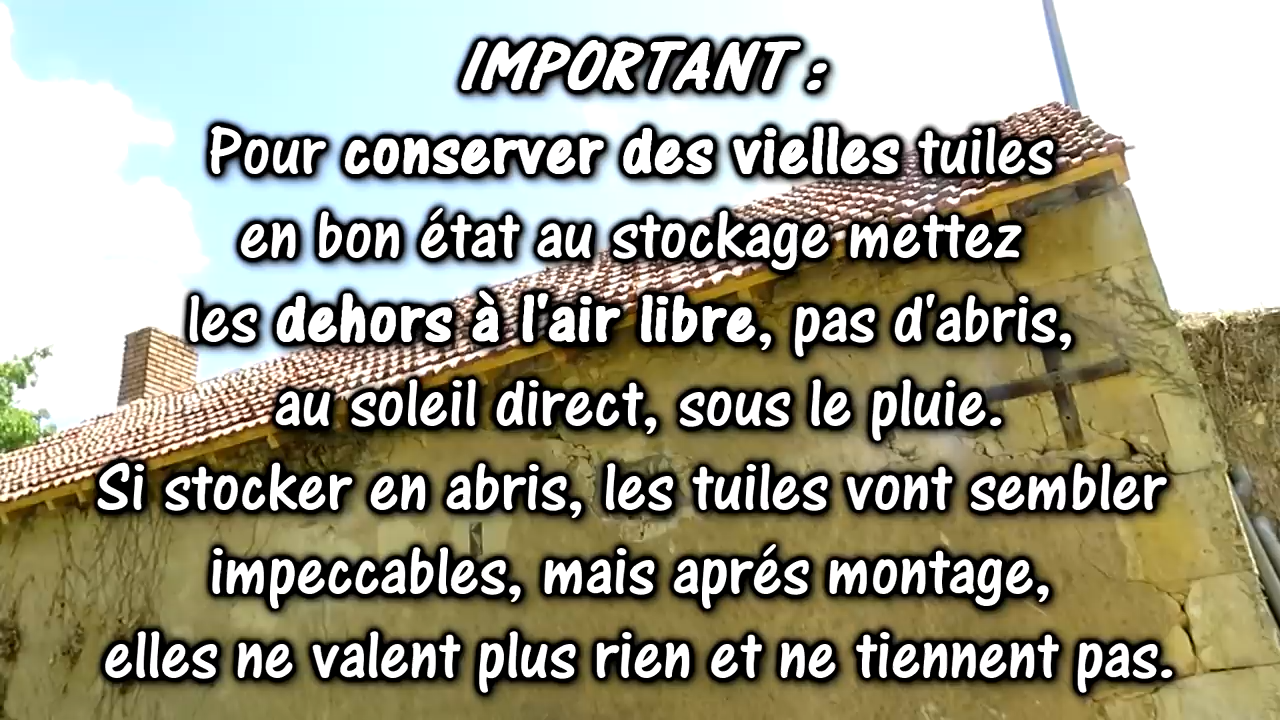 IMPORTANT :
Pour conserver des vielles tuiles
en bon état au stockage mettez
les dehors à l'air libre, pas d'abris,
au soleil direct, sous le pluie.
Si stocker en abris, les tuiles vont sembler
impeccables, mais aprés montage,
elles ne valent plus rien et ne tiennent pas.